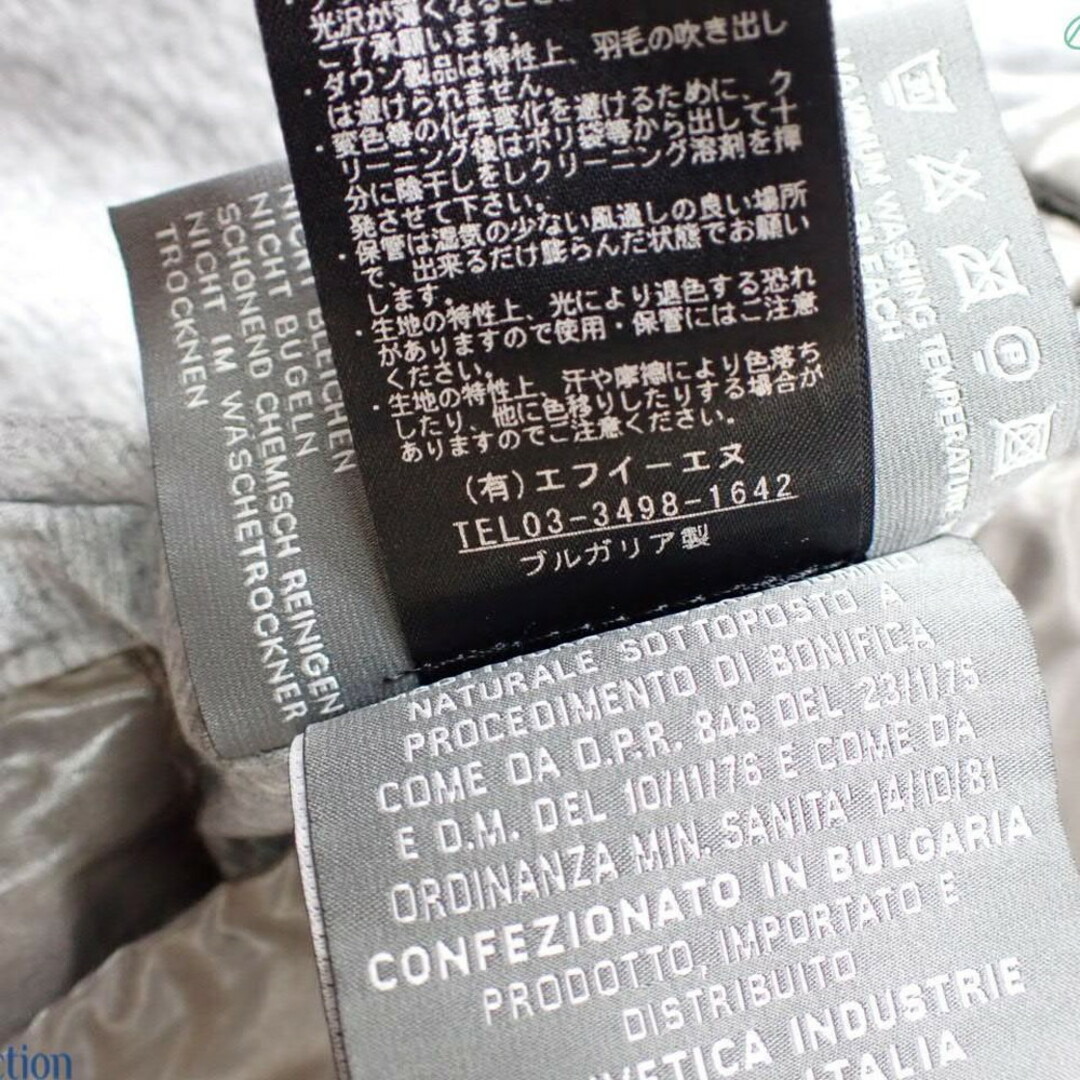 光沢が薄くなるござ
ご了承願います。
・ダウン製品は特性上、羽毛の吹き出し
は避けられません。
・変色等の化学変化を避けるために、ク
リーニング後はポリ袋等から出して十
分に陰干しをしクリーニング溶剤を揮
発させて下さい。
・保管は湿気の少ない風通しの良い場所
で、出来るだけ膨らんだ状態でお願い
します。
・生地の特性上、光により退色する恐れ
がありますので使用・保管にはご注意
ください。
・生地の特性上、汗や摩擦により色落ち
したり、他に色移りしたりする場合が
ありますのでご注意ください。
(有)エフイーエヌ
TEL03-3498-1642
ブルガリア製
NICHT BLEICHEN
NICHT BUGELN
SCHONEND CHEMISCH REINIGEN
NICHT IM WASCHETROCKNER
TROCKNEN
WASHING TEMPERATURE
BLEACH
P
NATURALE SOTTOPOSTO A
PROCEDIMENTO DI BONIFICA
COME DA D.P.R. 846 DEL 23/11/75
E D.M. DEL 10/11/76 E COME DA
ORDINANZA MIN. SANITA' 14/10/81
CONFEZIONATO IN BULGARIA
PRODOTTO, IMPORTATO E
DISTRIBUITO
VETICA INDUSTRIE
ITALIA
ction